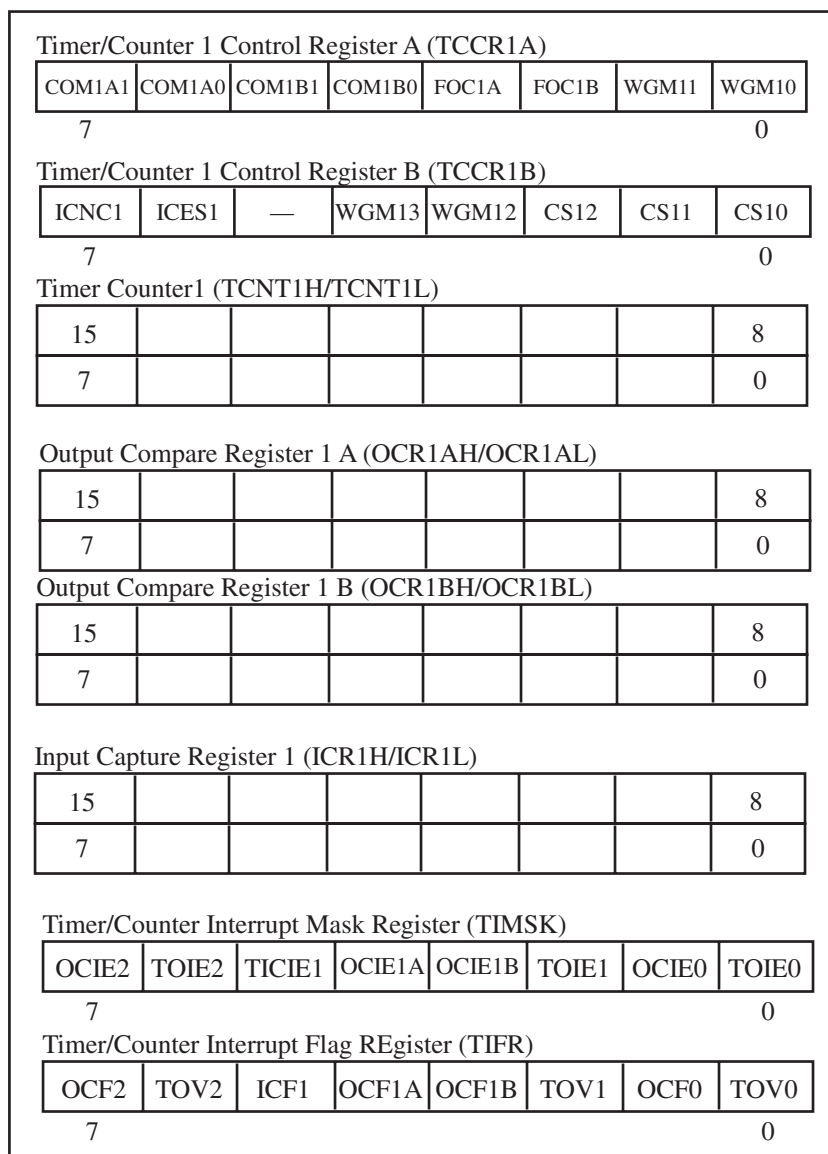 Timer/Counter 1 Control Register A (TCCR1A)
COM1A1 COM1A0 COM1B1 COM1B0 FOC1A FOC1B WGM11 WGM10
7 0
Timer/Counter 1 Control Register B (TCCR1B)
ICNC1 ICES1 — WGM13 WGM12 CS12 CS11 CS10
7 0
Timer Counter1 (TCNT1H/TCNT1L)
15 8
7 0
Output Compare Register 1 A (OCR1AH/OCR1AL)
15 8
7 0
Output Compare Register 1 B (OCR1BH/OCR1BL)
15 8
7 0
Input Capture Register 1 (ICR1H/ICR1L)
15 8
7 0
Timer/Counter Interrupt Mask Register (TIMSK)
OCIE2 TOIE2 TICIE1 OCIE1A OCIE1B TOIE1 OCIE0 TOIE0
7 0
Timer/Counter Interrupt Flag REgister (TIFR)
OCF2 TOV2 ICF1 OCF1A OCF1B TOV1 OCF0 TOV0
7 0